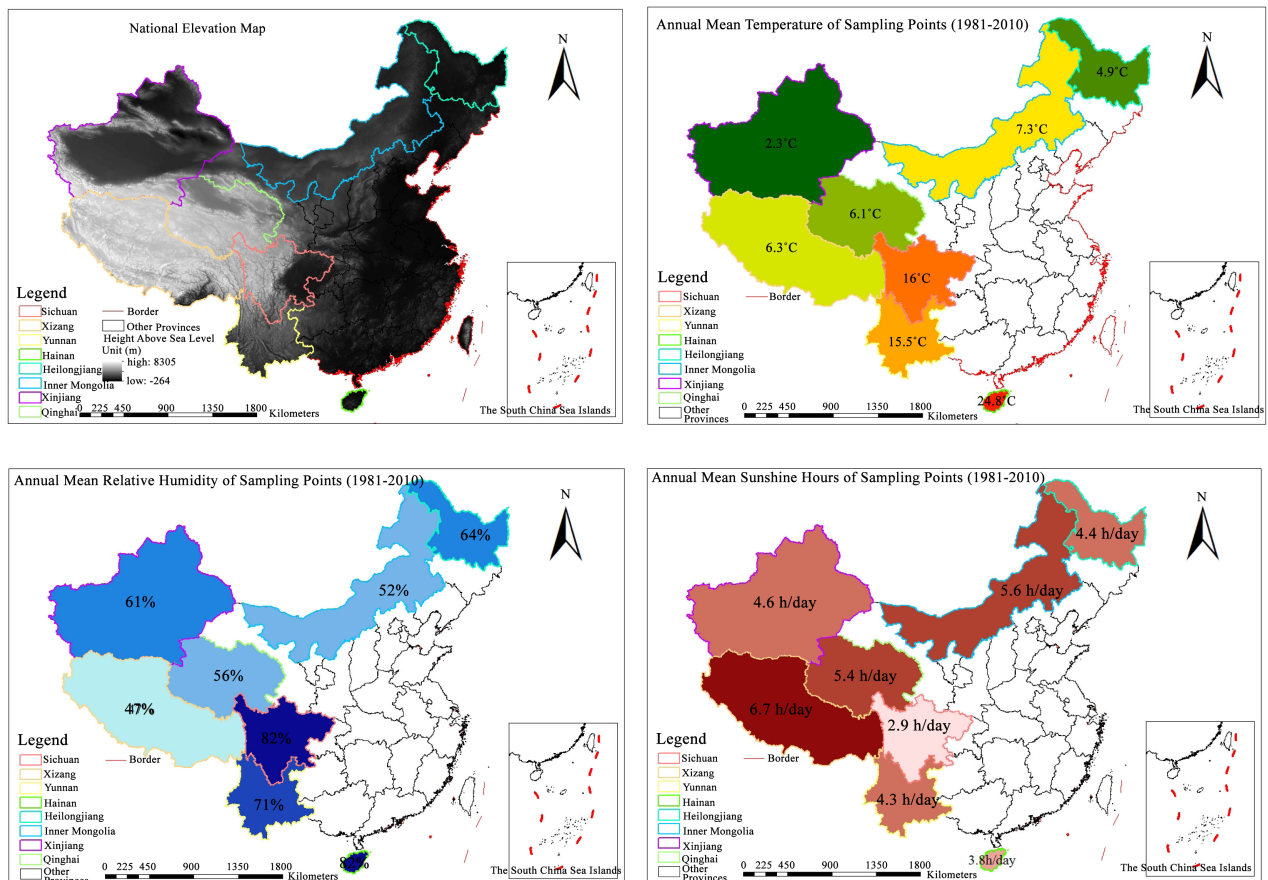 National Elevation Map
N
Legend
Sichuan
Xizang
Yunnan
Hainan
Heilongjiang
Inner Mongolia
Xinjiang
Qinghai
Border
Other Provinces
Height Above Sea Level
Unit (m)
high: 8305
low: -264
0 225 450 900 1350 1800
Kilometers
The South China Sea Islands
Annual Mean Temperature of Sampling Points (1981-2010)
N
4.9˚C
7.3˚C
2.3˚C
6.1˚C
6.3˚C
16˚C
15.5˚C
24.8˚C
Legend
Sichuan
Xizang
Yunnan
Hainan
Heilongjiang
Inner Mongolia
Xinjiang
Qinghai
Other
Provinces
Border
0 225 450 900 1350 1800
Kilometers
The South China Sea Islands
Annual Mean Relative Humidity of Sampling Points (1981-2010)
N
64%
52%
61%
56%
47%
82%
71%
82%
Legend
Sichuan
Xizang
Yunnan
Hainan
Heilongjiang
Inner Mongolia
Xinjiang
Qinghai
Other
Provinces
Border
0 225 450 900 1350 1800
Kilometers
The South China Sea Islands
Annual Mean Sunshine Hours of Sampling Points (1981-2010)
N
4.4 h/day
5.6 h/day
4.6 h/day
5.4 h/day
6.7 h/day
2.9 h/day
4.3 h/day
3.8h/day
Legend
Sichuan
Xizang
Yunnan
Hainan
Heilongjiang
Inner Mongolia
Xinjiang
Qinghai
Other
Provinces
Border
0 225 450 900 1350 1800
Kilometers
The South China Sea Islands